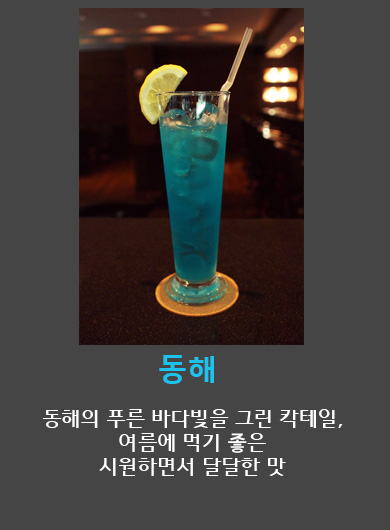 동해
동해의 푸른 바다빛을 그린 칵테일,
여름에 먹기 좋은
시원하면서 달달한 맛